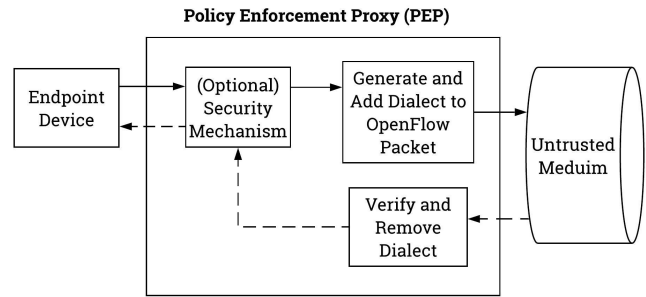 Policy Enforcement Proxy (PEP)
Endpoint
Device
(Optional)
Security
Mechanism
Generate and
Add Dialect to
OpenFlow
Packet
Untrusted
Meduim
Verify and
Remove
Dialect